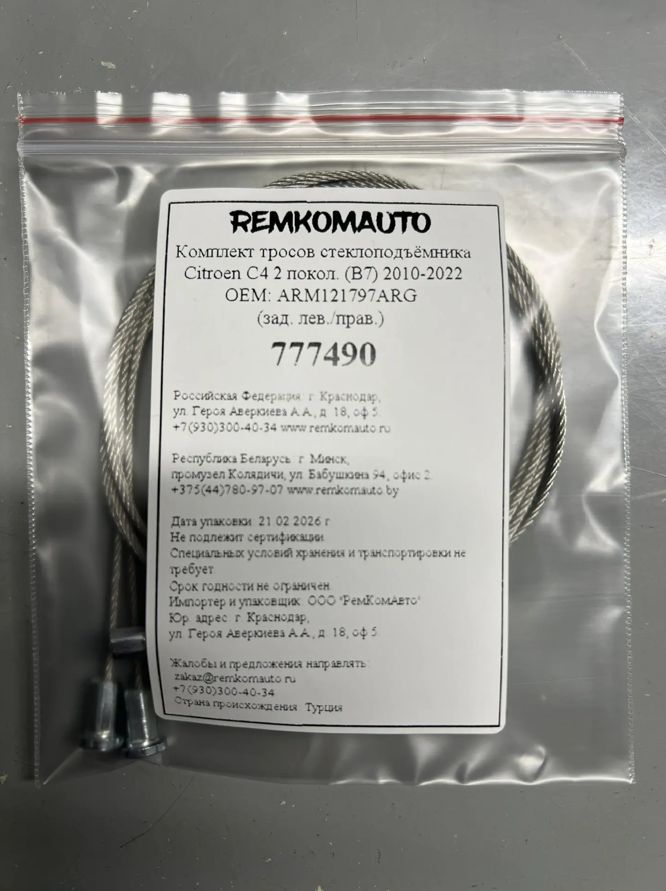 REMKOMAUTO
Комплект тросов стеклоподъёмника
Citroen C4 2 покол. (B7) 2010-2022
OEM: ARM121797ARG
(зад. лев./прав.)
777490
Российская Федерация г. Краснодар,
ул. Героя Аверкиева А.А., д. 18, оф 5.
+7(930)300-40-34 www.remkomauto.ru
Республика Беларусь г. Минск,
промузел Колядичи, ул. Бабушкина 94, офис 2.
+375(44)780-97-07 www.remkomauto.by
Дата упаковки 21.02.2026 г.
Не подлежит сертификации.
Специальных условий хранения и транспортировки не
требует.
Срок годности не ограничен.
Импортер и упаковщик ООО "РемКомАвто"
Юр. адрес г. Краснодар,
ул. Героя Аверкиева А.А., д. 18, оф 5.
Жалобы и предложения направлять:
zakaz@remkomauto.ru
+7(930)300-40-34
Страна происхождения Турция